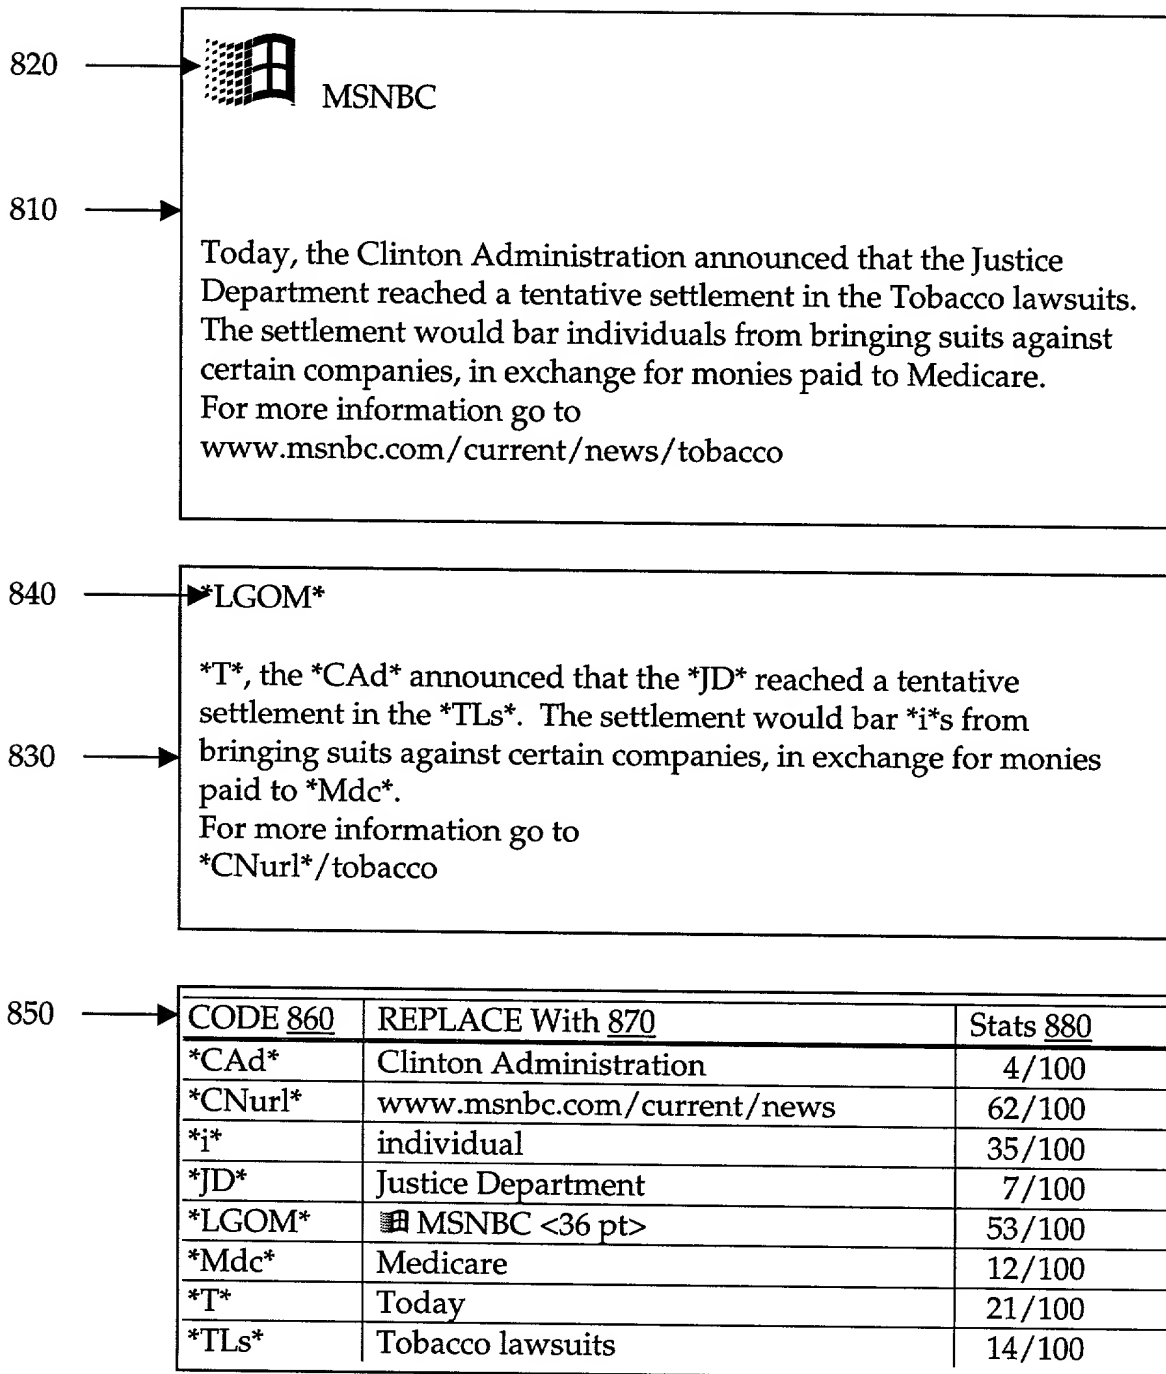 820
MSNBC
810
Today, the Clinton Administration announced that the Justice
Department reached a tentative settlement in the Tobacco lawsuits.
The settlement would bar individuals from bringing suits against
certain companies, in exchange for monies paid to Medicare.
For more information go to
www.msnbc.com/current/news/tobacco
840
*LGOM*
*T*, the *CAd* announced that the *JD* reached a tentative
settlement in the *TLs*. The settlement would bar *i*s from
830
bringing suits against certain companies, in exchange for monies
paid to *Mdc*.
For more information go to
*CNurl*/tobacco
850
CODE 860 REPLACE With 870 Stats 880
*CAd* Clinton Administration 4/100
*CNurl* www.msnbc.com/current/news 62/100
*i* individual 35/100
*JD* Justice Department 7/100
*LGOM* MSNBC <36 pt> 53/100
*Mdc* Medicare 12/100
*T* Today 21/100
*TLs* Tobacco lawsuits 14/100